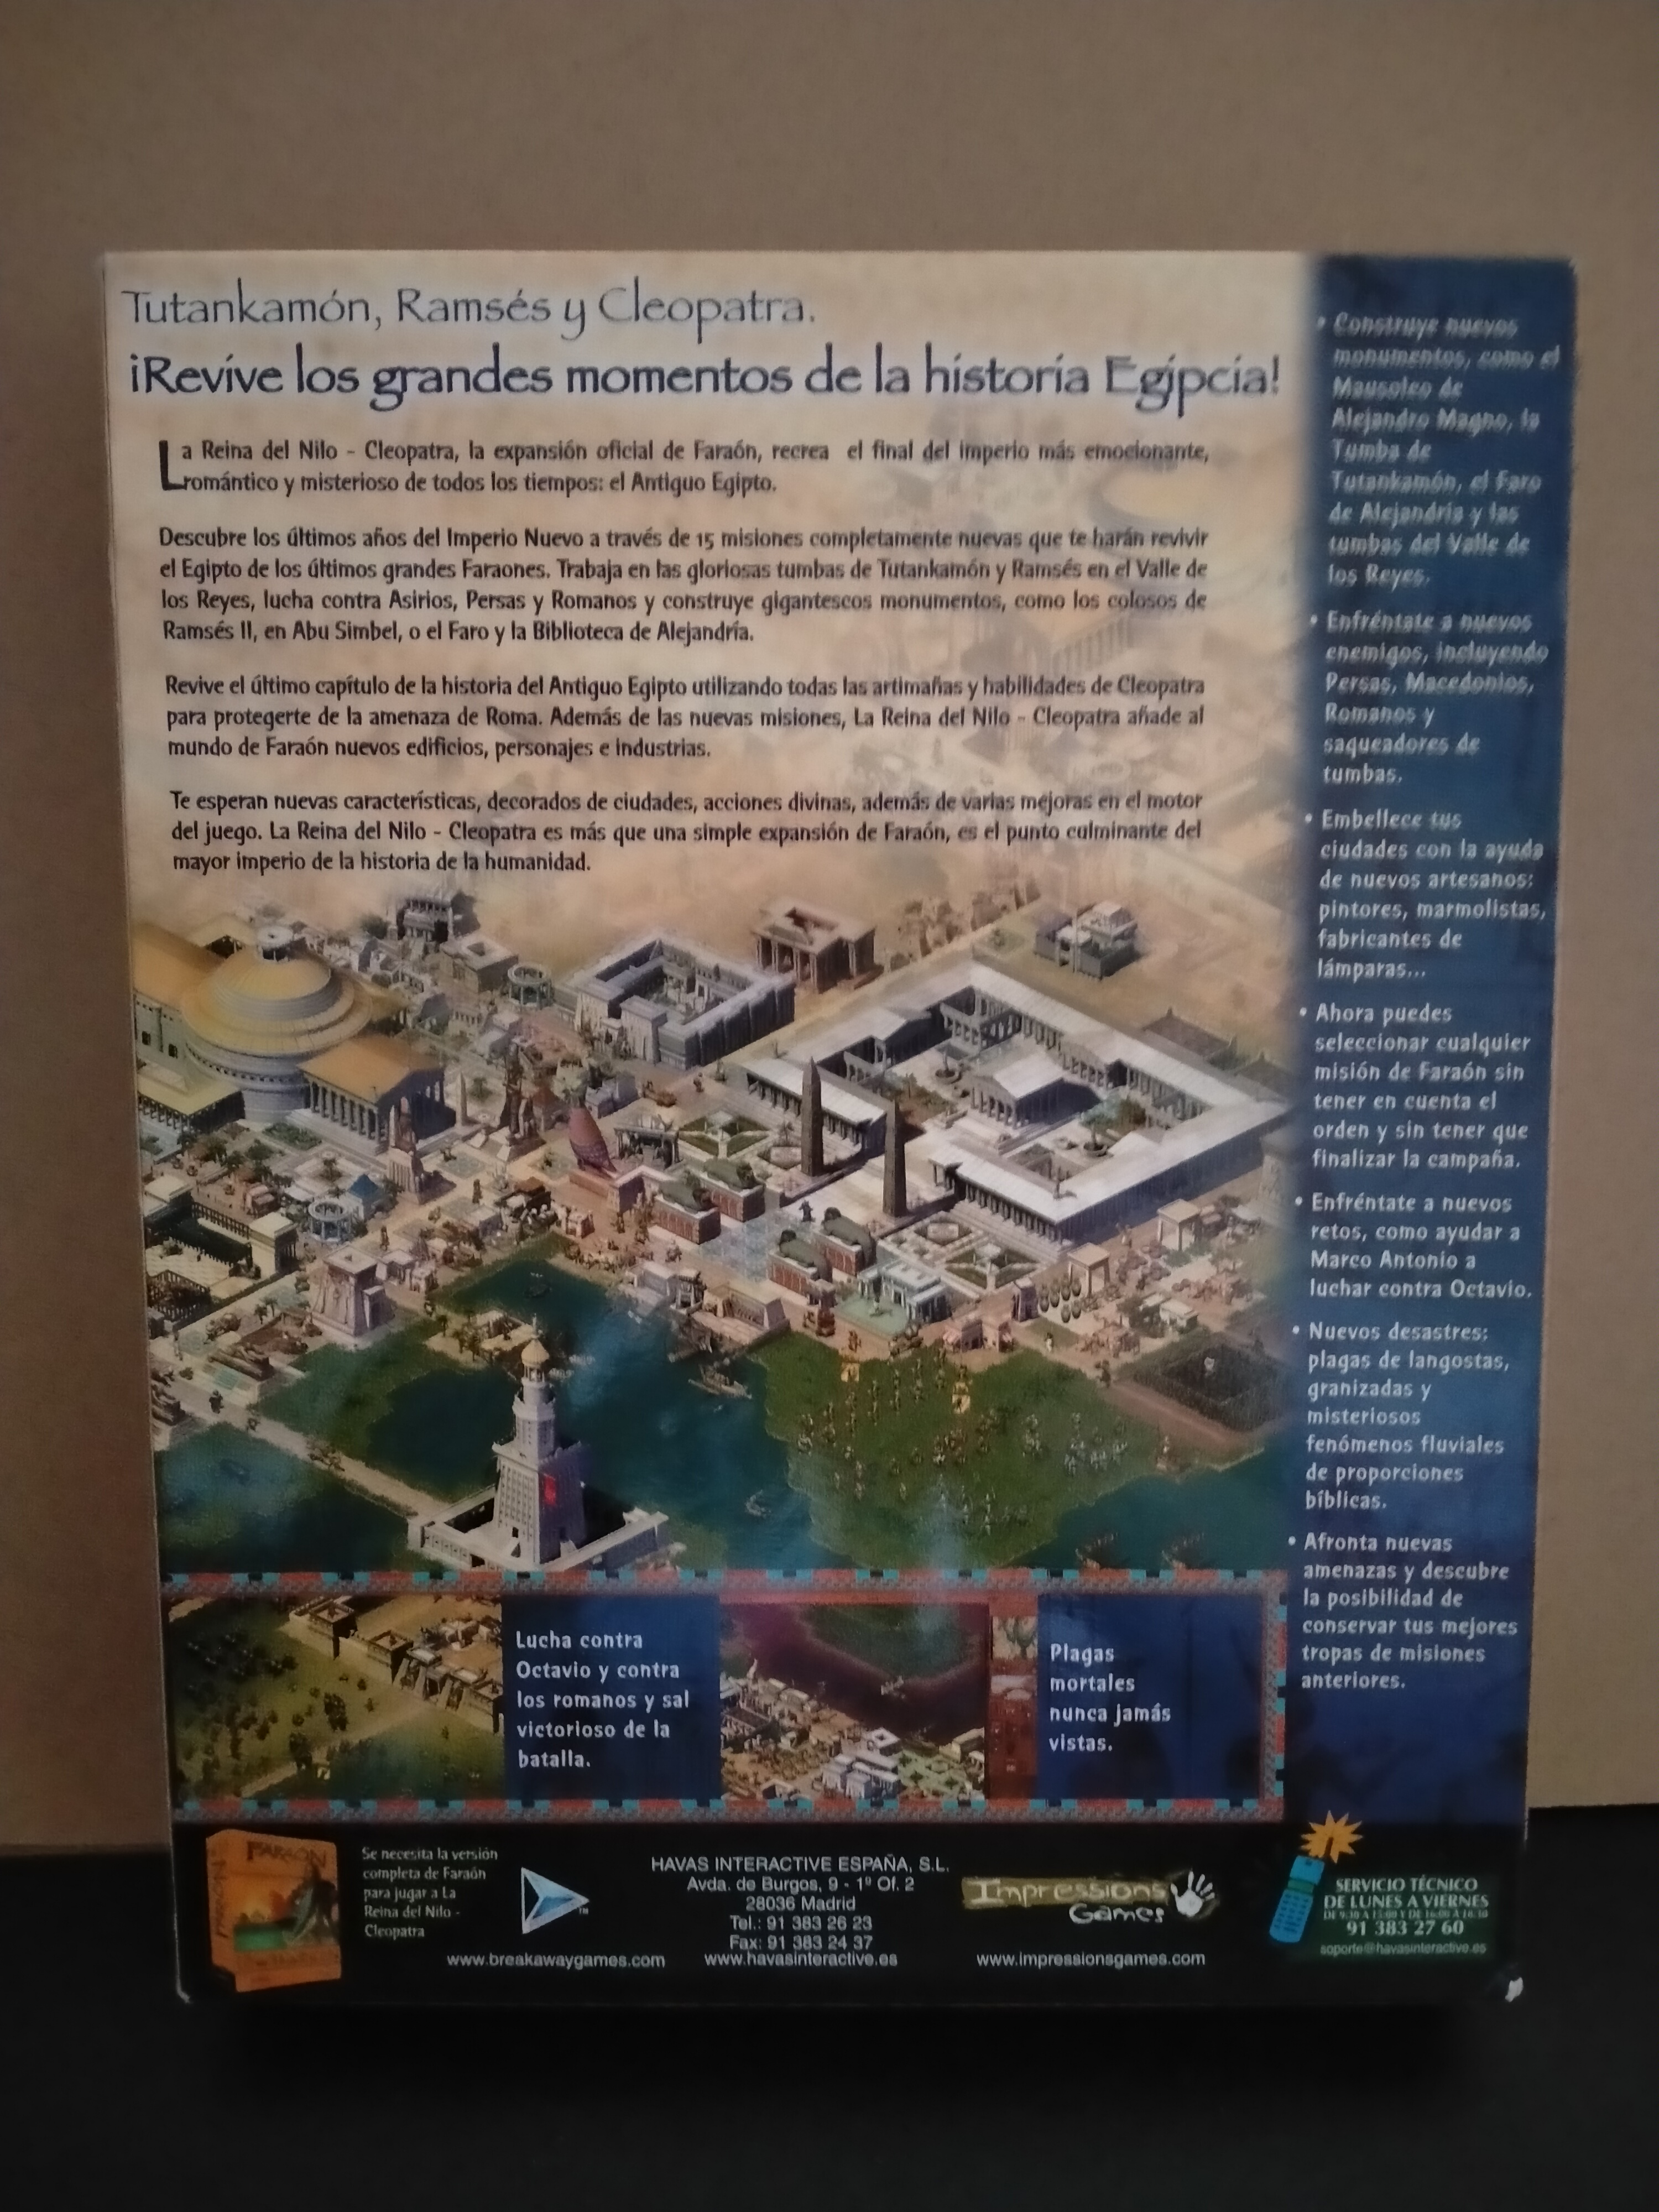 Tutankamón, Ramsés y Cleopatra.
¡Revive los grandes momentos de la historia Egipcia!
La Reina del Nilo - Cleopatra, la expansión oficial de Faraón, recrea el final del imperio más emocionante,
romántico y misterioso de todos los tiempos: el Antiguo Egipto.
Descubre los últimos años del Imperio Nuevo a través de 15 misiones completamente nuevas que te harán revivir
el Egipto de los últimos grandes Faraones. Trabaja en las gloriosas tumbas de Tutankamón y Ramsés en el Valle de
los Reyes, lucha contra Asirios, Persas y Romanos y construye gigantescos monumentos, como los colosos de
Ramsés II, en Abu Simbel, o el Faro y la Biblioteca de Alejandría.
Revive el último capítulo de la historia del Antiguo Egipto utilizando todas las artimañas y habilidades de Cleopatra
para protegerte de la amenaza de Roma. Además de las nuevas misiones, La Reina del Nilo - Cleopatra añade al
mundo de Faraón nuevos edificios, personajes e industrias.
Te esperan nuevas características, decorados de ciudades, acciones divinas, además de varias mejoras en el motor
del juego. La Reina del Nilo - Cleopatra es más que una simple expansión de Faraón, es el punto culminante del
mayor imperio de la historia de la humanidad.
• Construye nuevos
monumentos, como el
Mausoleo de
Alejandro Magno, la
Tumba de
Tutankamón, el Faro
de Alejandría y las
tumbas del Valle de
los Reyes.
• Enfréntate a nuevos
enemigos, incluyendo
Persas, Macedonios,
Romanos y
saqueadores de
tumbas.
• Embellece tus
ciudades con la ayuda
de nuevos artesanos:
pintores, marmolistas,
fabricantes de
lámparas...
• Ahora puedes
seleccionar cualquier
misión de Faraón sin
tener en cuenta el
orden y sin tener que
finalizar la campaña.
• Enfréntate a nuevos
retos, como ayudar a
Marco Antonio a
luchar contra Octavio.
• Nuevos desastres:
plagas de langostas,
granizadas y
misteriosos
fenómenos fluviales
de proporciones
bíblicas.
• Afronta nuevas
amenazas y descubre
la posibilidad de
conservar tus mejores
tropas de misiones
anteriores.
Lucha contra
Octavio y contra
los romanos y sal
victorioso de la
batalla.
Plagas
mortales
nunca jamás
vistas.
FARAÓN
Se necesita la versión
completa de Faraón
para jugar a La
Reina del Nilo -
Cleopatra
www.breakawaygames.com
HAVAS INTERACTIVE ESPAÑA, S.L.
Avda. de Burgos, 9 - 1º Of. 2
28036 Madrid
Tel.: 91 383 26 23
Fax: 91 383 24 37
www.havasinteractive.es
Impressions
Games
www.impressionsgames.com
SERVICIO TÉCNICO
DE LUNES A VIERNES
91 383 27 60
soporte@havasinteractive.es